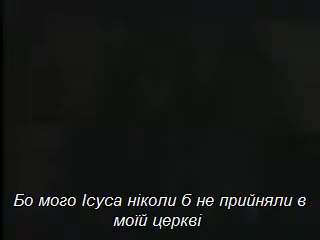 Бо мого Ісуса ніколи б не прийняли в
моїй церкві